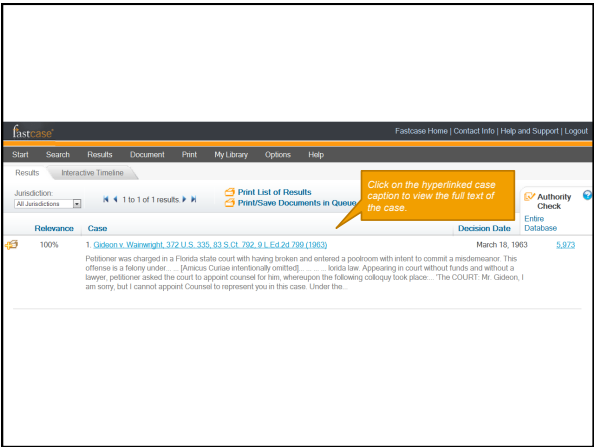 fastcase
Fastcase Home | Contact Info | Help and Support | Logout
Start Search Results Document Print My Library Options Help
Results Interactive Timeline
Jurisdiction:
All Jurisdictions
1 to 1 of 1 results
Print List of Results
Print/Save Documents in Queue
Click on the hyperlinked case
caption to view the full text of
the case.
Authority
Check
Relevance Case Decision Date Entire
Database
100% 1. Gideon v. Wainwright, 372 U.S. 335, 83 S.Ct. 792, 9 L.Ed.2d 799 (1963) March 18, 1963 5,973
Petitioner was charged in a Florida state court with having broken and entered a poolroom with intent to commit a misdemeanor. This
offense is a felony under... ... [Amicus Curiae intentionally omitted]... ... ... lorida law. Appearing in court without funds and without a
lawyer, petitioner asked the court to appoint counsel for him, whereupon the following colloquy took place:... 'The COURT: Mr. Gideon, I
am sorry, but I cannot appoint Counsel to represent you in this case. Under the...